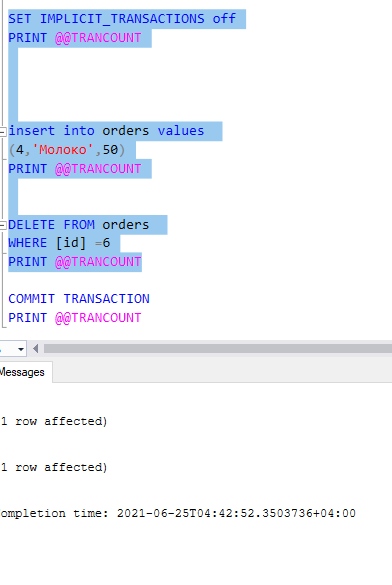 SET IMPLICIT_TRANSACTIONS off
PRINT @@TRANCOUNT
insert into orders values
(4,'Молоко',50)
PRINT @@TRANCOUNT
DELETE FROM orders
WHERE [id] =6
PRINT @@TRANCOUNT
COMMIT TRANSACTION
PRINT @@TRANCOUNT
Messages
1 row affected)
1 row affected)
ompletion time: 2021-06-25T04:42:52.3503736+04:00